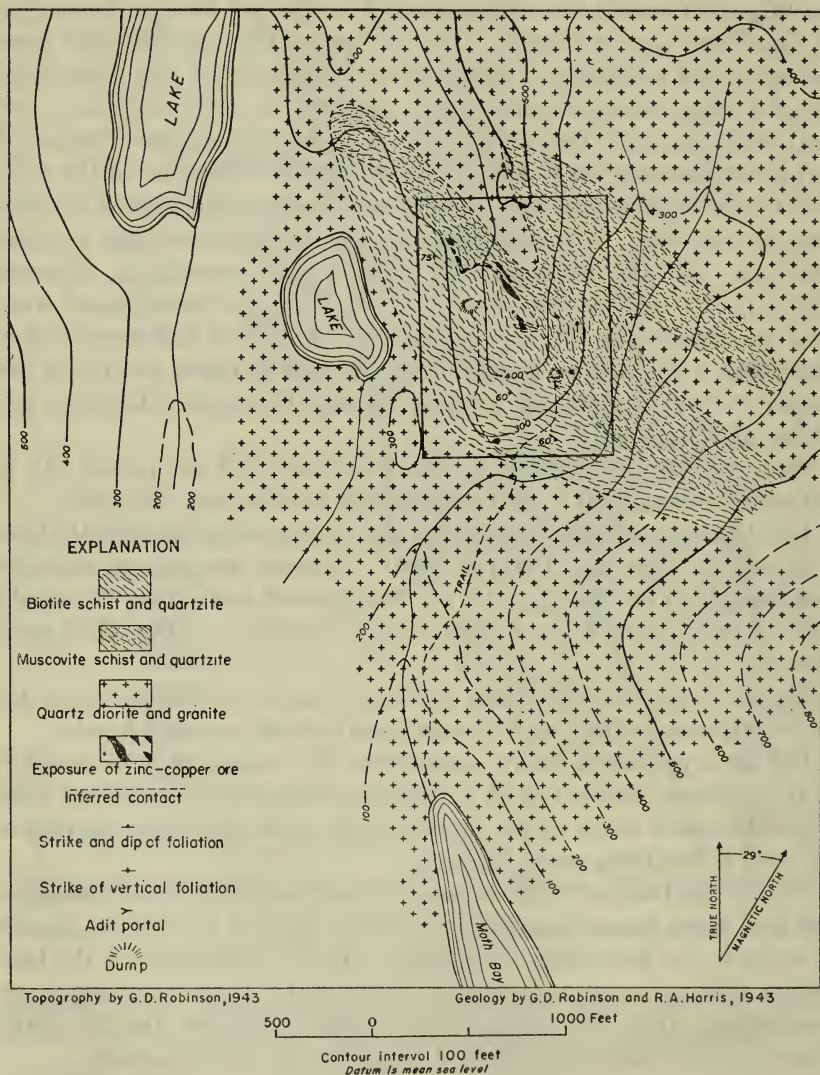 LAKE
400
500
400
300
LAKE
75°
400
60°
300
60°
300
500
400
300
200
200
EXPLANATION
Biotite schist and quartzite
Muscovite schist and quartzite
Quartz diorite and granite
Exposure of zinc-copper ore
Inferred contact
Strike and dip of foliation
Strike of vertical foliation
Adit portal
Dump
TRAIL
200
100
100
200
300
400
500
600
700
800
Moth Bay
TRUE NORTH
29°
MAGNETIC NORTH
Topography by G.D. Robinson, 1943
Geology by G.D. Robinson and R.A. Harris, 1943
500 0 1000 Feet
Contour interval 100 feet
Datum is mean sea level